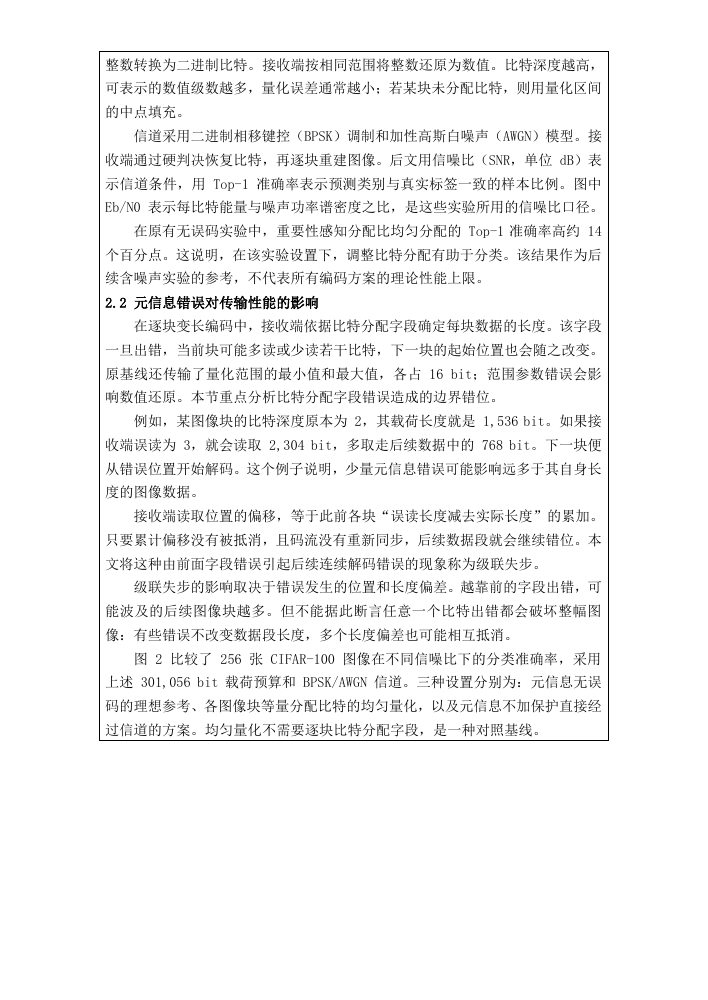 整数转换为二进制比特。接收端按相同范围将整数还原为数值。比特深度越高，
可表示的数值级数越多，量化误差通常越小；若某块未分配比特，则用量化区间
的中点填充。
信道采用二进制相移键控（BPSK）调制和加性高斯白噪声（AWGN）模型。接
收端通过硬判决恢复比特，再逐块重建图像。后文用信噪比（SNR，单位 dB）表
示信道条件，用 Top-1 准确率表示预测类别与真实标签一致的样本比例。图中
Eb/N0 表示每比特能量与噪声功率谱密度之比，是这些实验所用的信噪比口径。
在原有无误码实验中，重要性感知分配比均匀分配的 Top-1 准确率高约 14
个百分点。这说明，在该实验设置下，调整比特分配有助于分类。该结果作为后
续含噪声实验的参考，不代表所有编码方案的理论性能上限。
2.2 元信息错误对传输性能的影响
在逐块变长编码中，接收端依据比特分配字段确定每块数据的长度。该字段
一旦出错，当前块可能多读或少读若干比特，下一块的起始位置也会随之改变。
原基线还传输了量化范围的最小值和最大值，各占 16 bit；范围参数错误会影
响数值还原。本节重点分析比特分配字段错误造成的边界错位。
例如，某图像块的比特深度原本为 2，其载荷长度就是 1,536 bit。如果接
收端误读为 3，就会读取 2,304 bit，多取走后续数据中的 768 bit。下一块便
从错误位置开始解码。这个例子说明，少量元信息错误可能影响远多于其自身长
度的图像数据。
接收端读取位置的偏移，等于此前各块“误读长度减去实际长度”的累加。
只要累计偏移没有被抵消，且码流没有重新同步，后续数据段就会继续错位。本
文将这种由前面字段错误引起后续连续解码错误的现象称为级联失步。
级联失步的影响取决于错误发生的位置和长度偏差。越靠前的字段出错，可
能波及的后续图像块越多。但不能据此断言任意一个比特出错都会破坏整幅图
像：有些错误不改变数据段长度，多个长度偏差也可能相互抵消。
图 2 比较了 256 张 CIFAR-100 图像在不同信噪比下的分类准确率，采用
上述 301,056 bit 载荷预算和 BPSK/AWGN 信道。三种设置分别为：元信息无误
码的理想参考、各图像块等量分配比特的均匀量化，以及元信息不加保护直接经
过信道的方案。均匀量化不需要逐块比特分配字段，是一种对照基线。